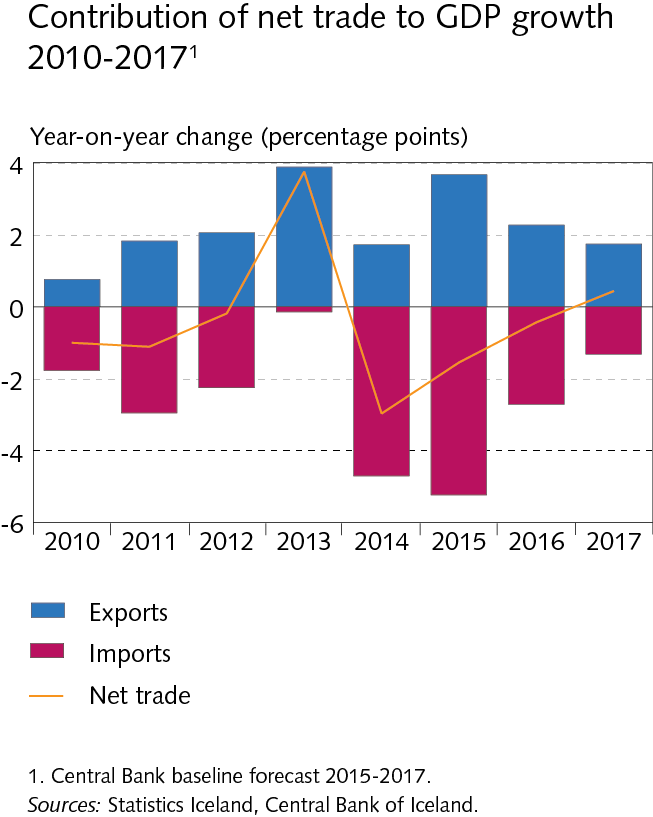 Contribution of net trade to GDP growth
2010-2017¹
Year-on-year change (percentage points)
4
2
0
-2
-4
-6
2010 2011 2012 2013 2014 2015 2016 2017
Exports
Imports
Net trade
1. Central Bank baseline forecast 2015-2017.
Sources: Statistics Iceland, Central Bank of Iceland.